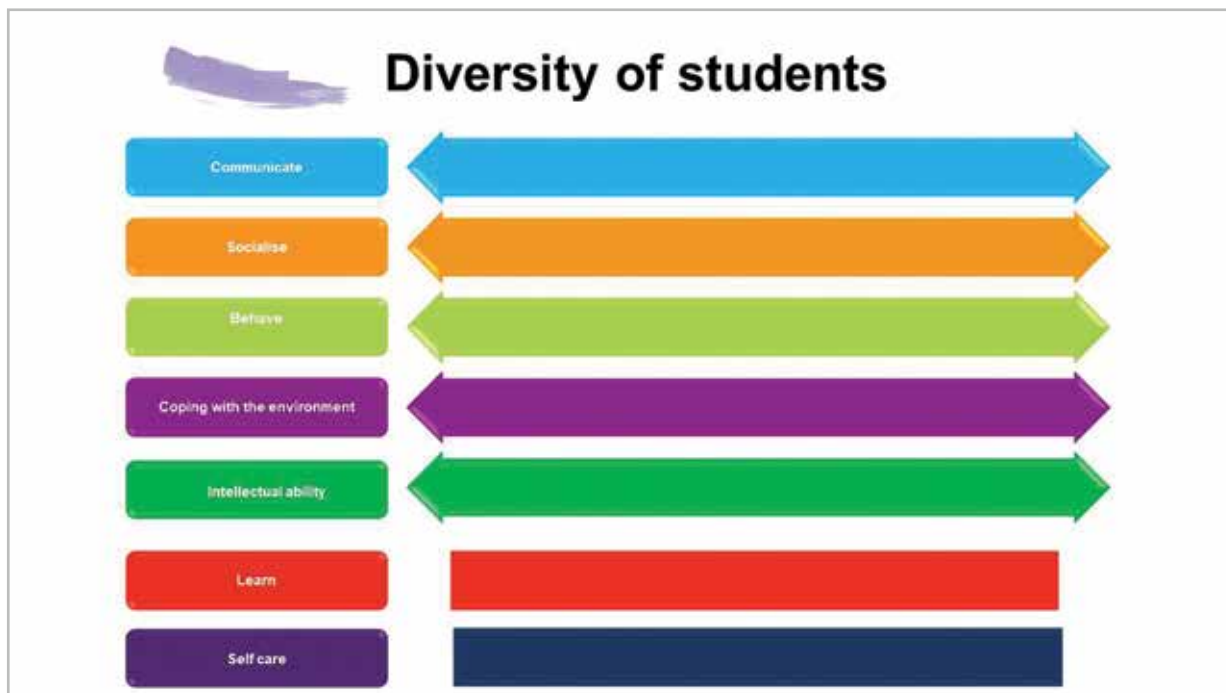 Diversity of students
Communicate
Socialise
Behave
Coping with the environment
Intellectual ability
Learn
Self care